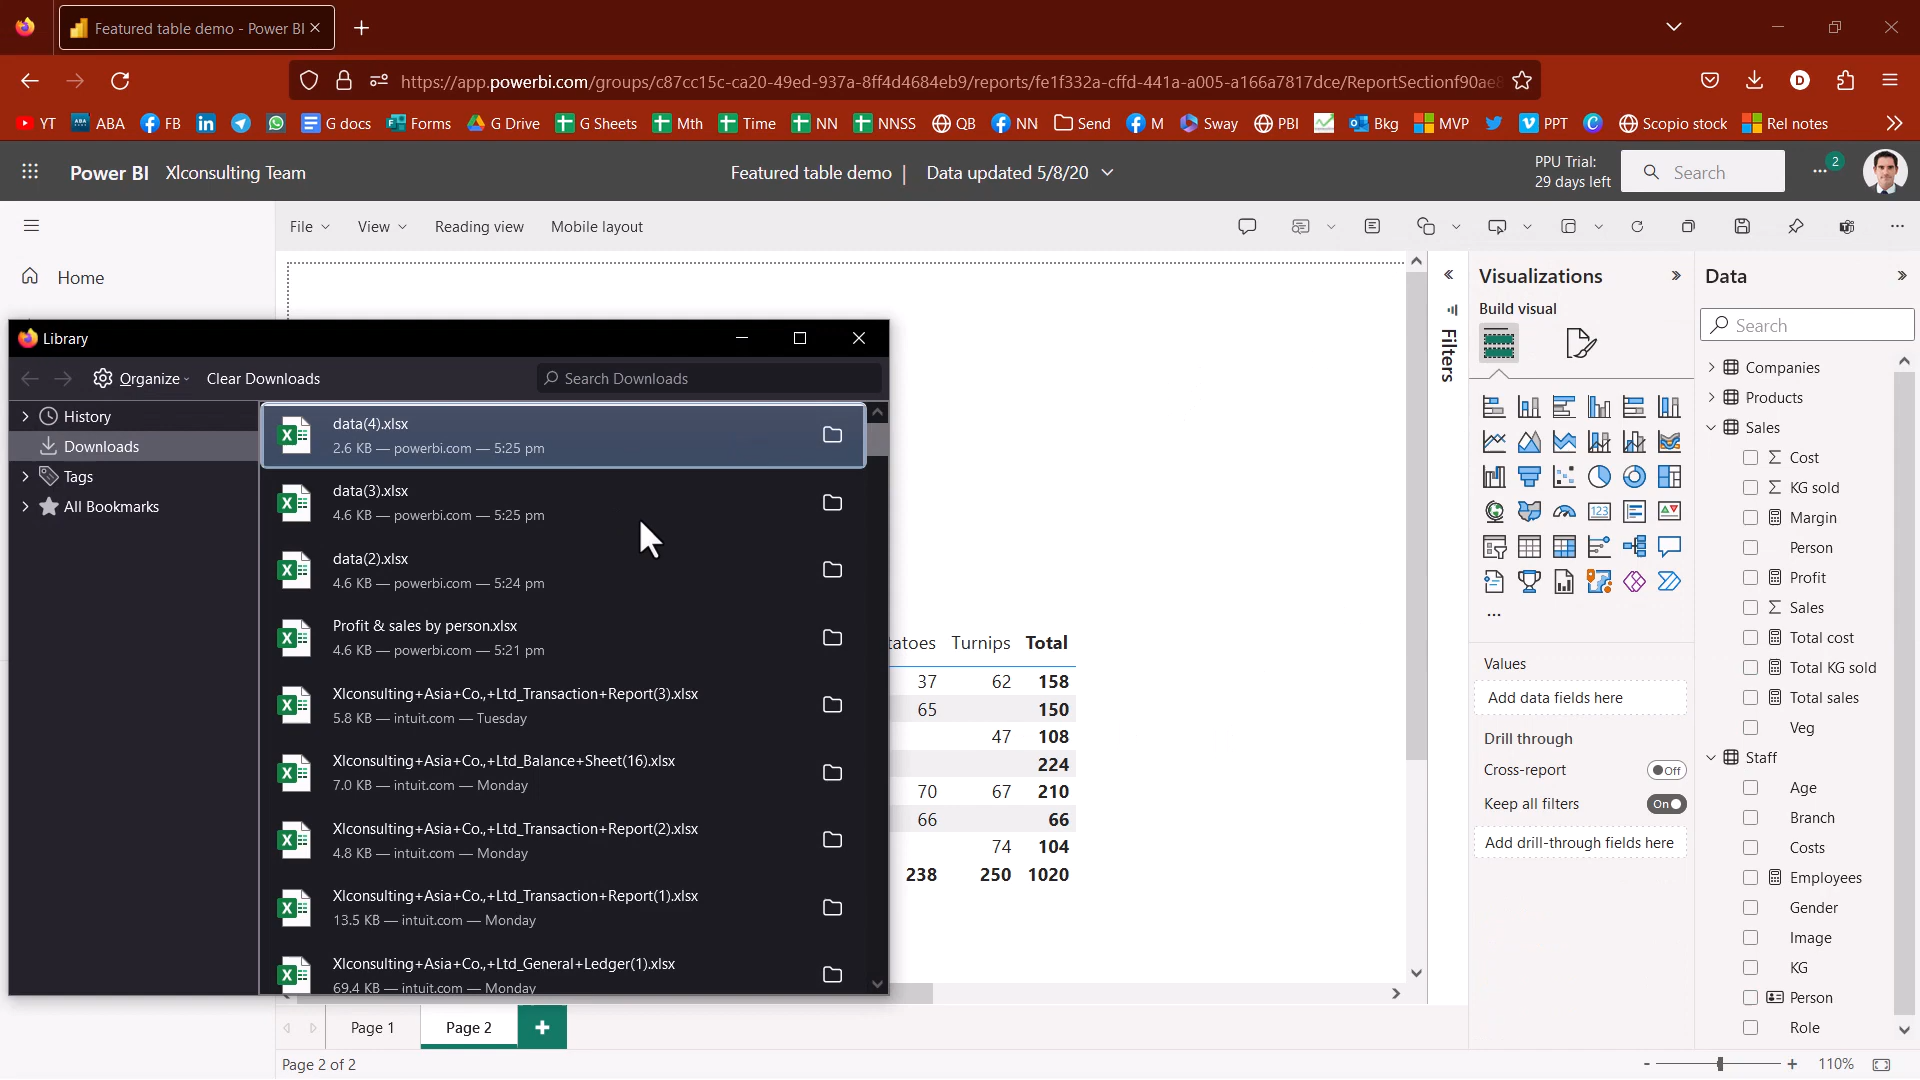 Featured table demo - Power BI
https://app.powerbi.com/groups/c87cc15c-ca20-49ed-937a-8ff4d4684eb9/reports/fe1f332a-cffd-441a-a005-a166a7817dce/ReportSectionf90ae8
YT ABA FB G docs Forms G Drive G Sheets Mth Time NN NNSS QB NN Send M Sway PBI Bkg MVP PPT Scopio stock Rel notes
Power BI Xlconsulting Team
Featured table demo | Data updated 5/8/20
PPU Trial:
29 days left
Search
2
File View Reading view Mobile layout
Home
Library
Organize Clear Downloads Search Downloads
History
Downloads
Tags
All Bookmarks
data(4).xlsx
2.6 KB — powerbi.com — 5:25 pm
data(3).xlsx
4.6 KB — powerbi.com — 5:25 pm
data(2).xlsx
4.6 KB — powerbi.com — 5:24 pm
Profit & sales by person.xlsx
4.6 KB — powerbi.com — 5:21 pm
Xlconsulting+Asia+Co.,+Ltd_Transaction+Report(3).xlsx
5.8 KB — intuit.com — Tuesday
Xlconsulting+Asia+Co.,+Ltd_Balance+Sheet(16).xlsx
7.0 KB — intuit.com — Monday
Xlconsulting+Asia+Co.,+Ltd_Transaction+Report(2).xlsx
4.8 KB — intuit.com — Monday
Xlconsulting+Asia+Co.,+Ltd_Transaction+Report(1).xlsx
13.5 KB — intuit.com — Monday
Xlconsulting+Asia+Co.,+Ltd_General+Ledger(1).xlsx
69.4 KB — intuit.com — Monday
tatoes Turnips Total
37 62 158
65 150
47 108
224
70 67 210
66 66
74 104
238 250 1020
Filters
Visualizations
Build visual
123
Values
Add data fields here
Drill through
Cross-report Off
Keep all filters On
Add drill-through fields here
Data
Search
Companies
Products
Sales
Cost
KG sold
Margin
Person
Profit
Sales
Total cost
Total KG sold
Total sales
Veg
Staff
Age
Branch
Costs
Employees
Gender
Image
KG
Person
Role
Page 1 Page 2
Page 2 of 2
110%